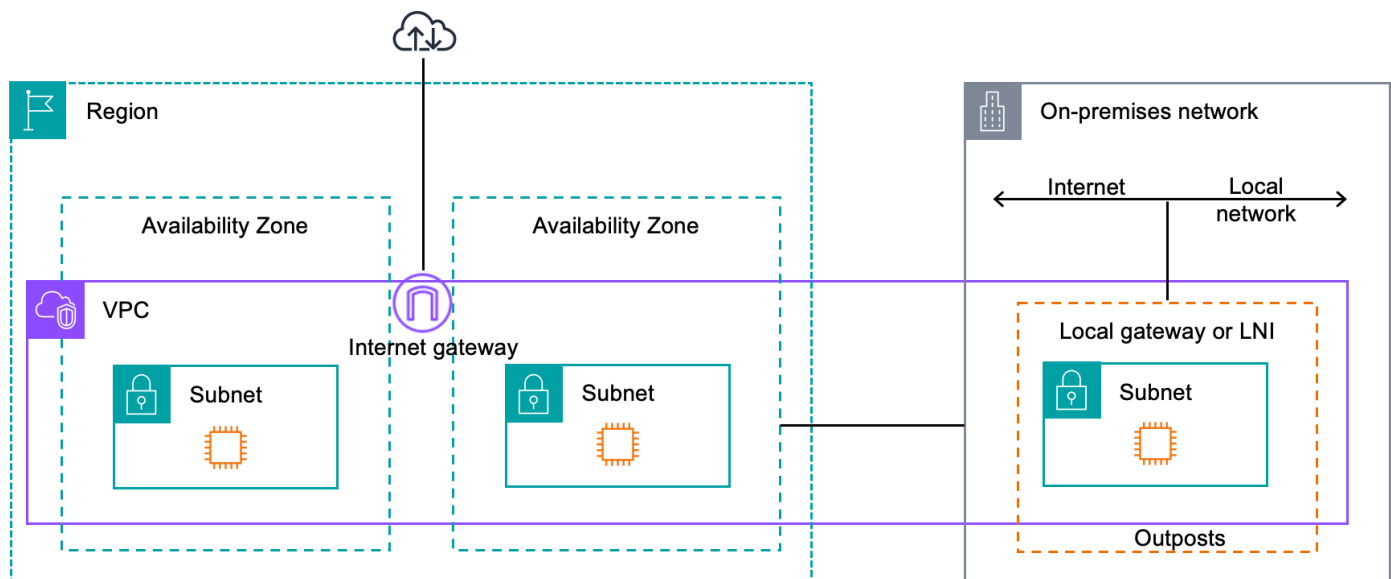 Region
On-premises network
Internet
Local
network
Availability Zone
Availability Zone
VPC
Internet gateway
Local gateway or LNI
Subnet
Subnet
Subnet
Outposts